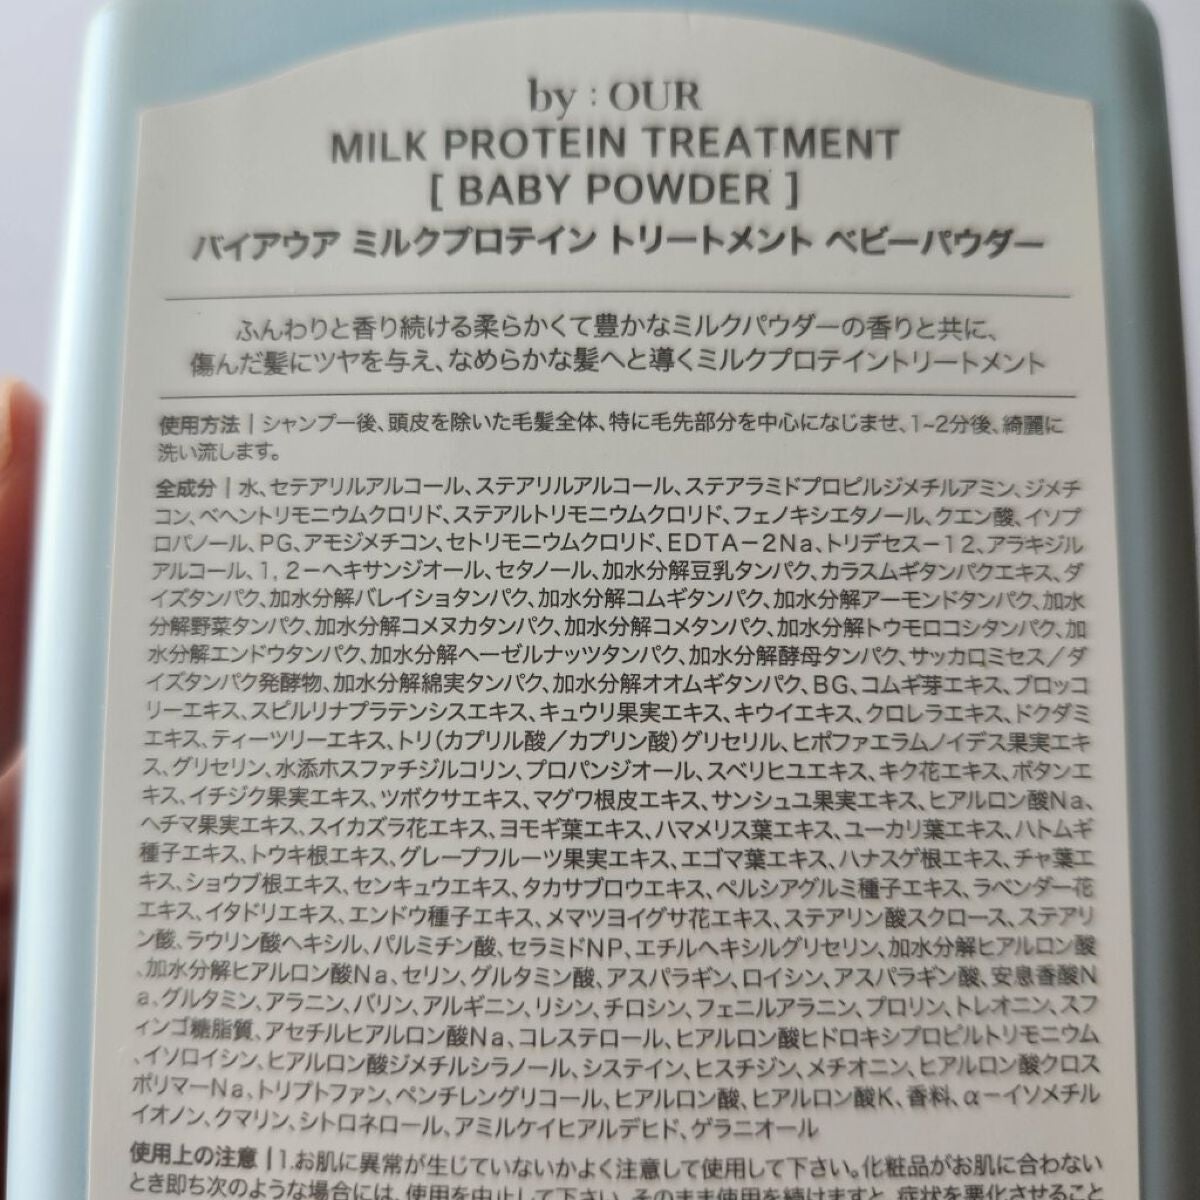 by : OUR
MILK PROTEIN TREATMENT
[ BABY POWDER ]
バイアウア ミルクプロテイン トリートメント ベビーパウダー
ふんわりと香り続ける柔らかくて豊かなミルクパウダーの香りと共に、
傷んだ髪にツヤを与え、なめらかな髪へと導くミルクプロテイントリートメント
使用方法 | シャンプー後、頭皮を除いた毛髪全体、特に毛先部分を中心になじませ、1~2分後、綺麗に
洗い流します。
全成分 | 水、セテアリルアルコール、ステアリルアルコール、ステアラミドプロピルジメチルアミン、ジメチ
コン、ベヘントリモニウムクロリド、ステアルトリモニウムクロリド、フェノキシエタノール、クエン酸、イソプ
ロパノール、PG、アモジメチコン、セトリモニウムクロリド、EDTA－2Na、トリデセス－12、アラキジル
アルコール、1, 2－ヘキサンジオール、セタノール、加水分解豆乳タンパク、カラスムギタンパクエキス、ダ
イズタンパク、加水分解バレイショタンパク、加水分解コムギタンパク、加水分解アーモンドタンパク、加水
分解野菜タンパク、加水分解コメヌカタンパク、加水分解コメタンパク、加水分解トウモロコシタンパク、加
水分解エンドウタンパク、加水分解ヘーゼルナッツタンパク、加水分解酵母タンパク、サッカロミセス／ダ
イズタンパク発酵物、加水分解綿実タンパク、加水分解オオムギタンパク、BG、コムギ芽エキス、ブロッコ
リーエキス、スピルリナプラテンシスエキス、キュウリ果実エキス、キウイエキス、クロレラエキス、ドクダミ
エキス、ティーツリーエキス、トリ(カプリル酸／カプリン酸)グリセリル、ヒポファエラムノイデス果実エキ
ス、グリセリン、水添ホスファチジルコリン、プロパンジオール、スベリヒユエキス、キク花エキス、ボタンエ
キス、イチジク果実エキス、ツボクサエキス、マグワ根皮エキス、サンシュユ果実エキス、ヒアルロン酸Na、
ヘチマ果実エキス、スイカズラ花エキス、ヨモギ葉エキス、ハマメリス葉エキス、ユーカリ葉エキス、ハトムギ
種子エキス、トウキ根エキス、グレープフルーツ果実エキス、エゴマ葉エキス、ハナスゲ根エキス、チャ葉エ
キス、ショウブ根エキス、センキュウエキス、タカサブロウエキス、ペルシアグルミ種子エキス、ラベンダー花
エキス、イタドリエキス、エンドウ種子エキス、メマツヨイグサ花エキス、ステアリン酸スクロース、ステアリ
ン酸、ラウリン酸ヘキシル、パルミチン酸、セラミドNP、エチルヘキシルグリセリン、加水分解ヒアルロン酸
、加水分解ヒアルロン酸Na、セリン、グルタミン酸、アスパラギン、ロイシン、アスパラギン酸、安息香酸N
a、グルタミン、アラニン、バリン、アルギニン、リシン、チロシン、フェニルアラニン、プロリン、トレオニン、スフ
ィンゴ糖脂質、アセチルヒアルロン酸Na、コレステロール、ヒアルロン酸ヒドロキシプロピルトリモニウム
、イソロイシン、ヒアルロン酸ジメチルシラノール、システイン、ヒスチジン、メチオニン、ヒアルロン酸クロス
ポリマーNa、トリプトファン、ペンチレングリコール、ヒアルロン酸、ヒアルロン酸K、香料、α－イソメチル
イオノン、クマリン、シトロネロール、アミルケイヒアルデヒド、ゲラニオール
使用上の注意 | 1.お肌に異常が生じていないかよく注意して使用して下さい。化粧品がお肌に合わない
とき即ち次のような場合には、使用を中止して下さい。そのまま使用を続けますと、症状を悪化させること